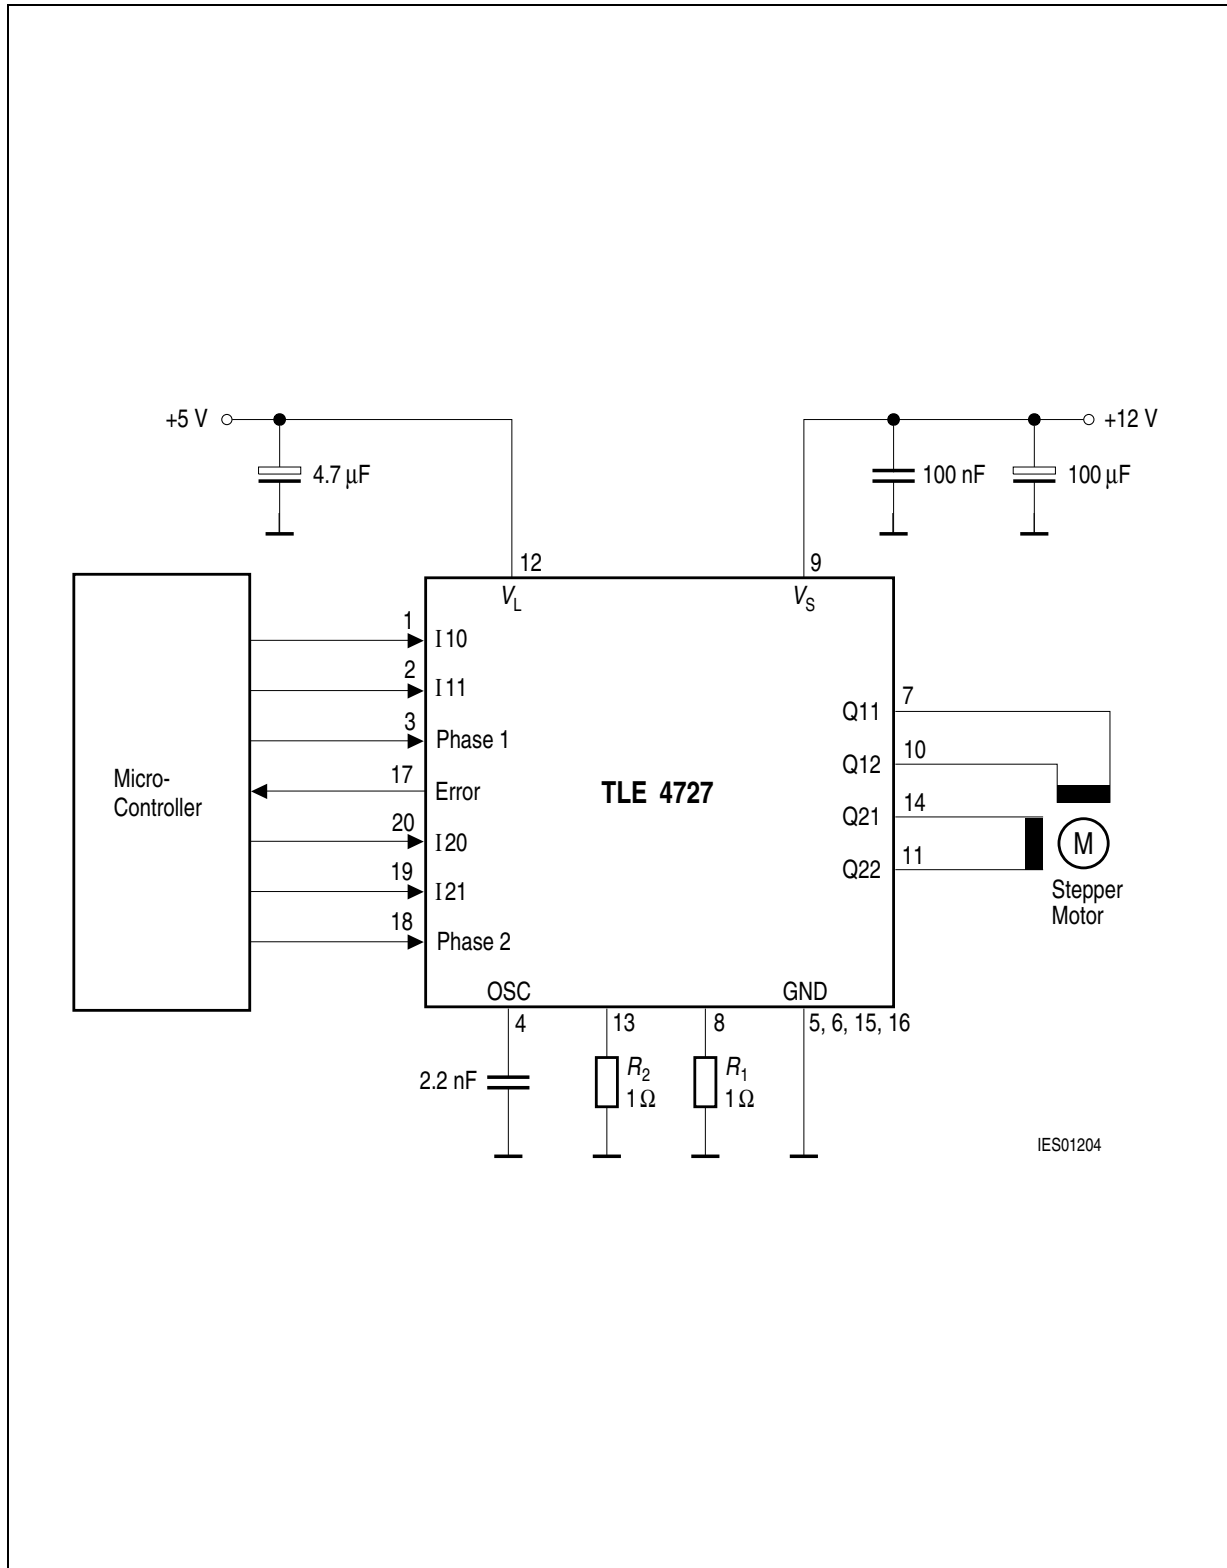 +5 V
4.7 μF
100 nF
100 μF
+12 V
12
9
V_L
V_S
1
I10
2
I11
3
Phase 1
17
Error
20
I20
19
I21
18
Phase 2
Micro-
Controller
TLE 4727
Q11
7
Q12
10
Q21
14
Q22
11
M
Stepper
Motor
OSC
GND
4
13
8
5, 6, 15, 16
2.2 nF
R_2
1 Ω
R_1
1 Ω
IES01204